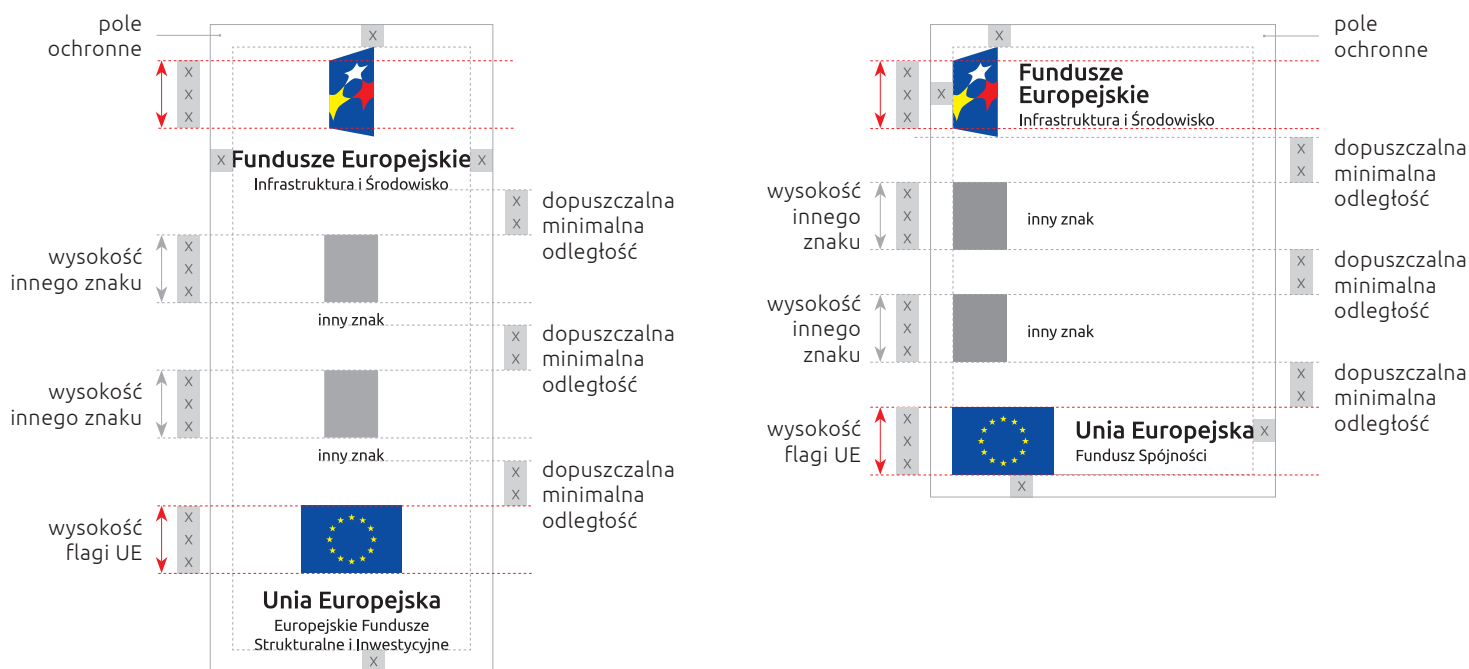 pole
ochronne
x
x
x
x
x
Fundusze Europejskie
x
Infrastruktura i Środowisko
x
x
dopuszczalna
minimalna
odległość
wysokość
innego znaku
x
x
x
inny znak
x
x
dopuszczalna
minimalna
odległość
wysokość
innego znaku
x
x
x
inny znak
x
x
dopuszczalna
minimalna
odległość
wysokość
flagi UE
x
x
x
Unia Europejska
Europejskie Fundusze
Strukturalne i Inwestycyjne
x
pole
ochronne
x
x
x
x
x
Fundusze
Europejskie
Infrastruktura i Środowisko
x
x
dopuszczalna
minimalna
odległość
wysokość
innego
znaku
x
x
x
inny znak
x
x
dopuszczalna
minimalna
odległość
wysokość
innego
znaku
x
x
x
inny znak
x
x
dopuszczalna
minimalna
odległość
wysokość
flagi UE
x
x
x
Unia Europejska
x
Fundusz Spójności
x